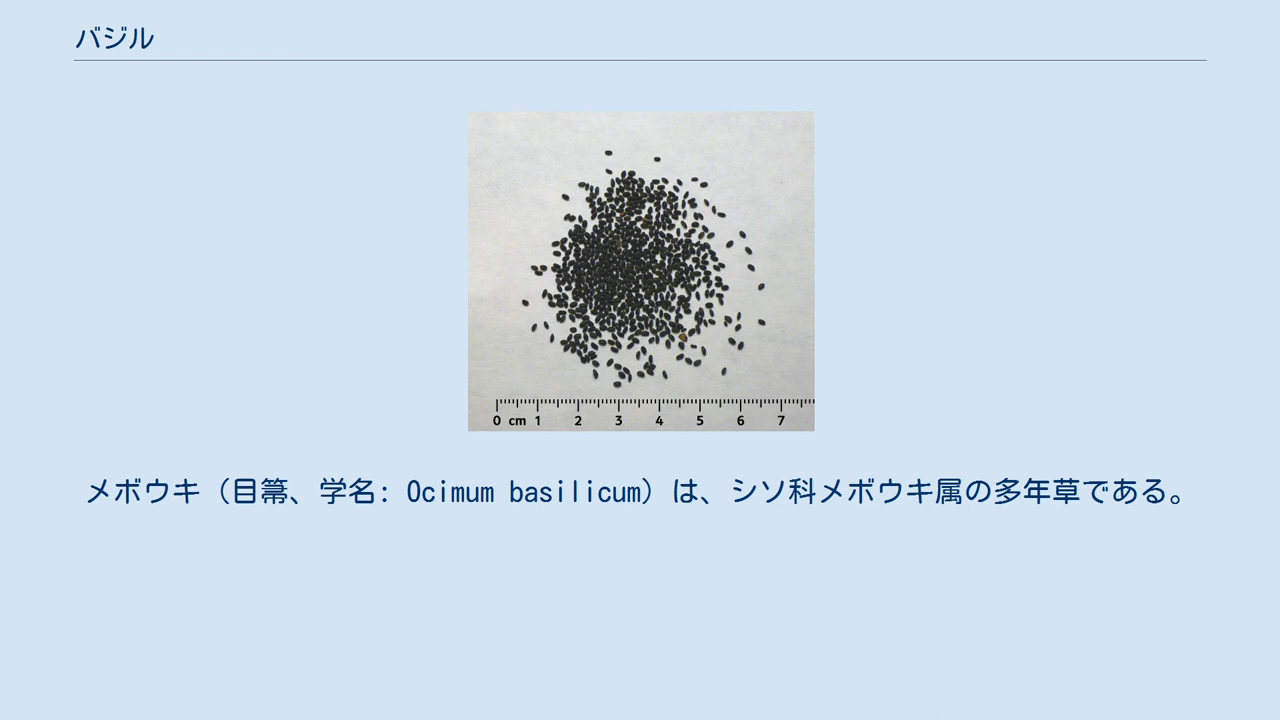 バジル
0 cm 1 2 3 4 5 6 7
メボウキ（目箒、学名: Ocimum basilicum）は、シソ科メボウキ属の多年草である。